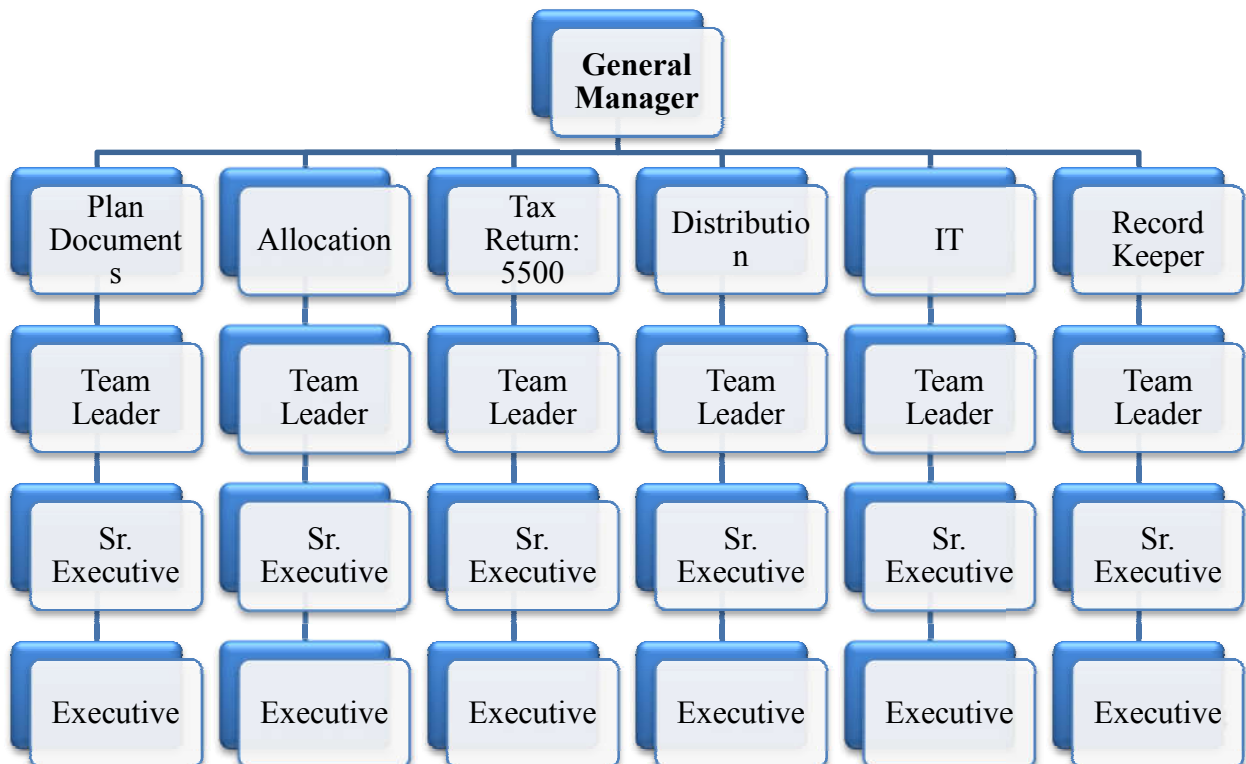 General
Manager
Plan
Document
s
Allocation
Tax
Return:
5500
Distributio
n
IT
Record
Keeper
Team
Leader
Team
Leader
Team
Leader
Team
Leader
Team
Leader
Team
Leader
Sr.
Executive
Sr.
Executive
Sr.
Executive
Sr.
Executive
Sr.
Executive
Sr.
Executive
Executive
Executive
Executive
Executive
Executive
Executive